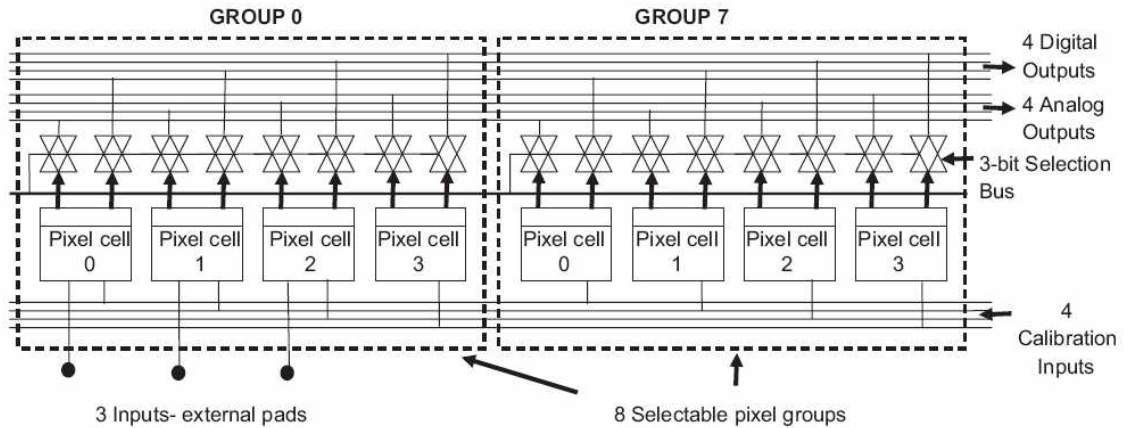 GROUP 0
GROUP 7
4 Digital
Outputs
4 Analog
Outputs
3-bit Selection
Bus
Pixel cell
0
Pixel cell
1
Pixel cell
2
Pixel cell
3
Pixel cell
0
Pixel cell
1
Pixel cell
2
Pixel cell
3
4
Calibration
Inputs
3 Inputs- external pads
8 Selectable pixel groups